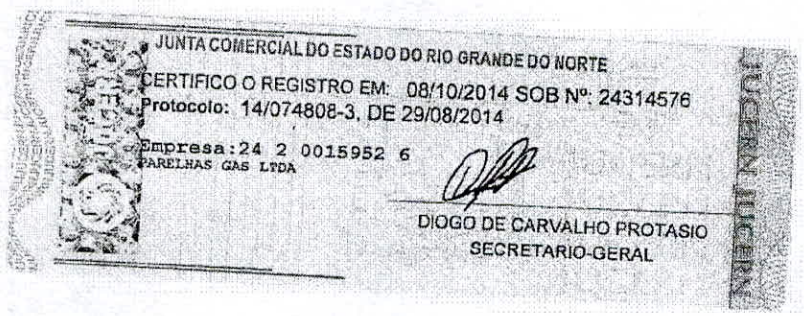 JUNTA COMERCIAL DO ESTADO DO RIO GRANDE DO NORTE
CERTIFICO O REGISTRO EM: 08/10/2014 SOB Nº: 24314576
Protocolo: 14/074808-3, DE 29/08/2014
Empresa:24 2 0015952 6
PARELHAS GAS LTDA
DIOGO DE CARVALHO PROTASIO
SECRETARIO-GERAL
JUCERN JUCERN